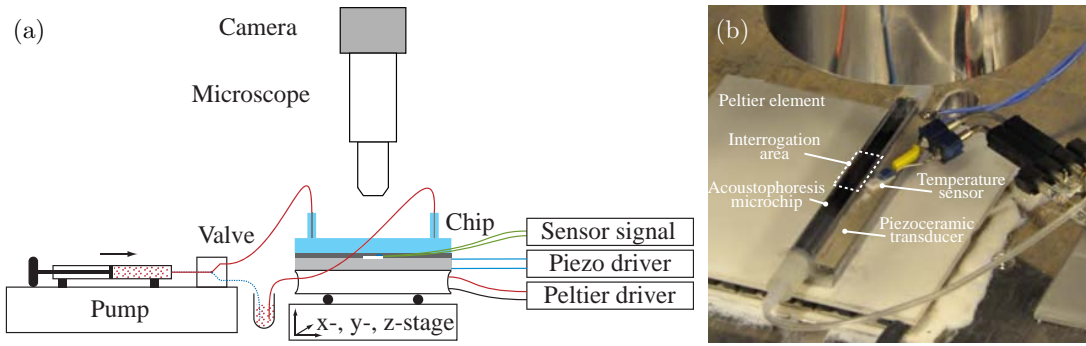 (a)
Camera
Microscope
Chip
Valve
Sensor signal
Piezo driver
Peltier driver
Pump
x-, y-, z-stage
(b)
Peltier element
Interrogation
area
Acoustophoresis
microchip
Temperature
sensor
Piezoceramic
transducer